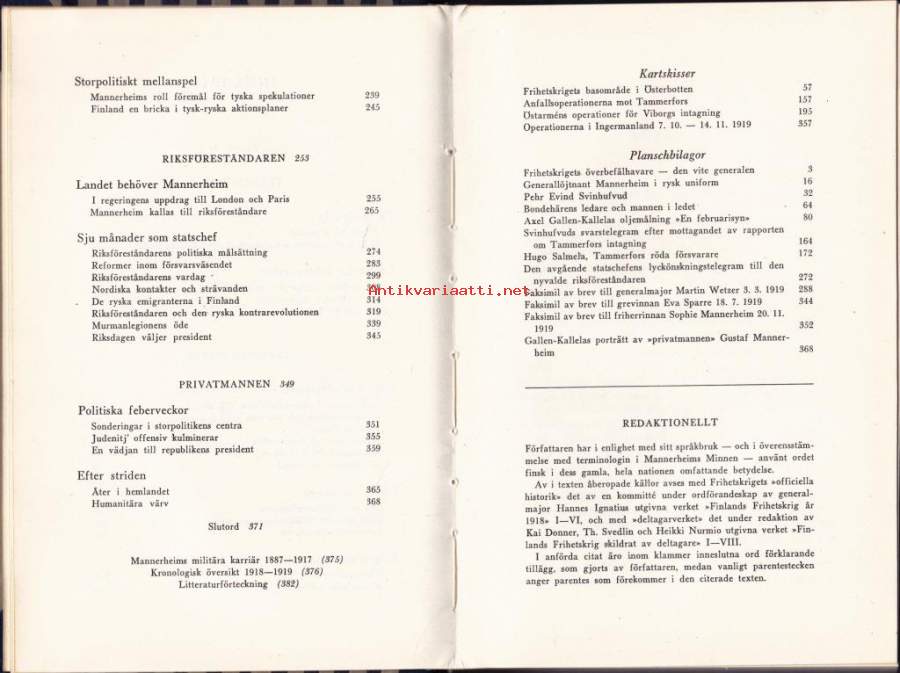 Storpolitiskt mellanspel
Mannerheims roll föremål för tyska spekulationer 239
Finland en bricka i tysk-ryska aktionsplaner 245
RIKSFÖRESTÅNDAREN 253
Landet behöver Mannerheim
I regeringens uppdrag till London och Paris 255
Mannerheim kallas till riksföreståndare 265
Sju månader som statschef
Riksföreståndarens politiska målsättning 274
Reformer inom försvarsväsendet 283
Riksföreståndarens vardag 299
Nordiska kontakter och strävanden
De ryska emigranterna i Finland 314
Riksföreståndaren och den ryska kontrarevolutionen 319
Murmanlegionens öde 339
Riksdagen väljer president 345
PRIVATMANNEN 349
Politiska feberveckor
Sonderingar i storpolitikens centra 351
Judenitj' offensiv kulminerar 355
En vädjan till republikens president 359
Efter striden
Åter i hemlandet 365
Humanitära värv 368
Slutord 371
Mannerheims militära karriär 1887—1917 (375)
Kronologisk översikt 1918—1919 (376)
Litteraturförteckning (382)
Antikvariaatti.net
Kartskisser
Frihetskrigets basområde i Österbotten 57
Anfallsoperationerna mot Tammerfors 157
Östarméns operationer för Viborgs intagning 195
Operationerna i Ingermanland 7. 10. — 14. 11. 1919 357
Planschbilagor
Frihetskrigets överbefälhavare — den vite generalen 3
Generallöjtnant Mannerheim i rysk uniform 16
Pehr Evind Svinhufvud 32
Bondehärens ledare och mannen i ledet 64
Axel Gallen-Kallelas oljemålning »En februarisyn» 80
Svinhufvuds svarstelegram efter mottagandet av rapporten
om Tammerfors intagning 164
Hugo Salmela, Tammerfors röda försvarare 172
Den avgående statschefens lyckönskningstelegram till den
nyvalde riksföreståndaren 272
Faksimil av brev till generalmajor Martin Wetzer 3. 3. 1919 288
Faksimil av brev till grevinnan Eva Sparre 18. 7. 1919 344
Faksimil av brev till friherrinnan Sophie Mannerheim 20. 11.
1919 352
Gallen-Kallelas porträtt av »privatmannen» Gustaf Manner-
heim 368
REDAKTIONELLT
Författaren har i enlighet med sitt språkbruk — och i överensstäm-
melse med terminologin i Mannerheims Minnen — använt ordet
finsk i dess gamla, hela nationen omfattande betydelse.
Av i texten åberopade källor avses med Frihetskrigets »officiella
historik» det av en kommitté under ordförandeskap av general-
major Hannes Ignatius utgivna verket »Finlands Frihetskrig år
1918» I—VI, och med »deltagarverket» det under redaktion av
Kai Donner, Th. Svedlin och Heikki Nurmio utgivna verket »Fin-
lands Frihetskrig skildrat av deltagare» I—VIII.
I anförda citat äro inom klammer inneslutna ord förklarande
tillägg, som gjorts av författaren, medan vanligt parentestecken
anger parentes som förekommer i den citerade texten.